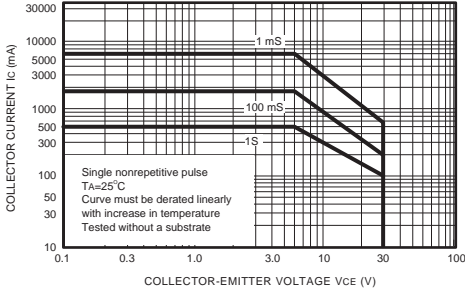 COLLECTOR CURRENT IC (mA)
30000
10000
5000
3000
1000
500
300
100
50
30
10
1 mS
100 mS
1S
Single nonrepetitive pulse
TA=25°C
Curve must be derated linearly
with increase in temperature
Tested without a substrate
0.1 0.3 1.0 3.0 10 30 100
COLLECTOR-EMITTER VOLTAGE VCE (V)